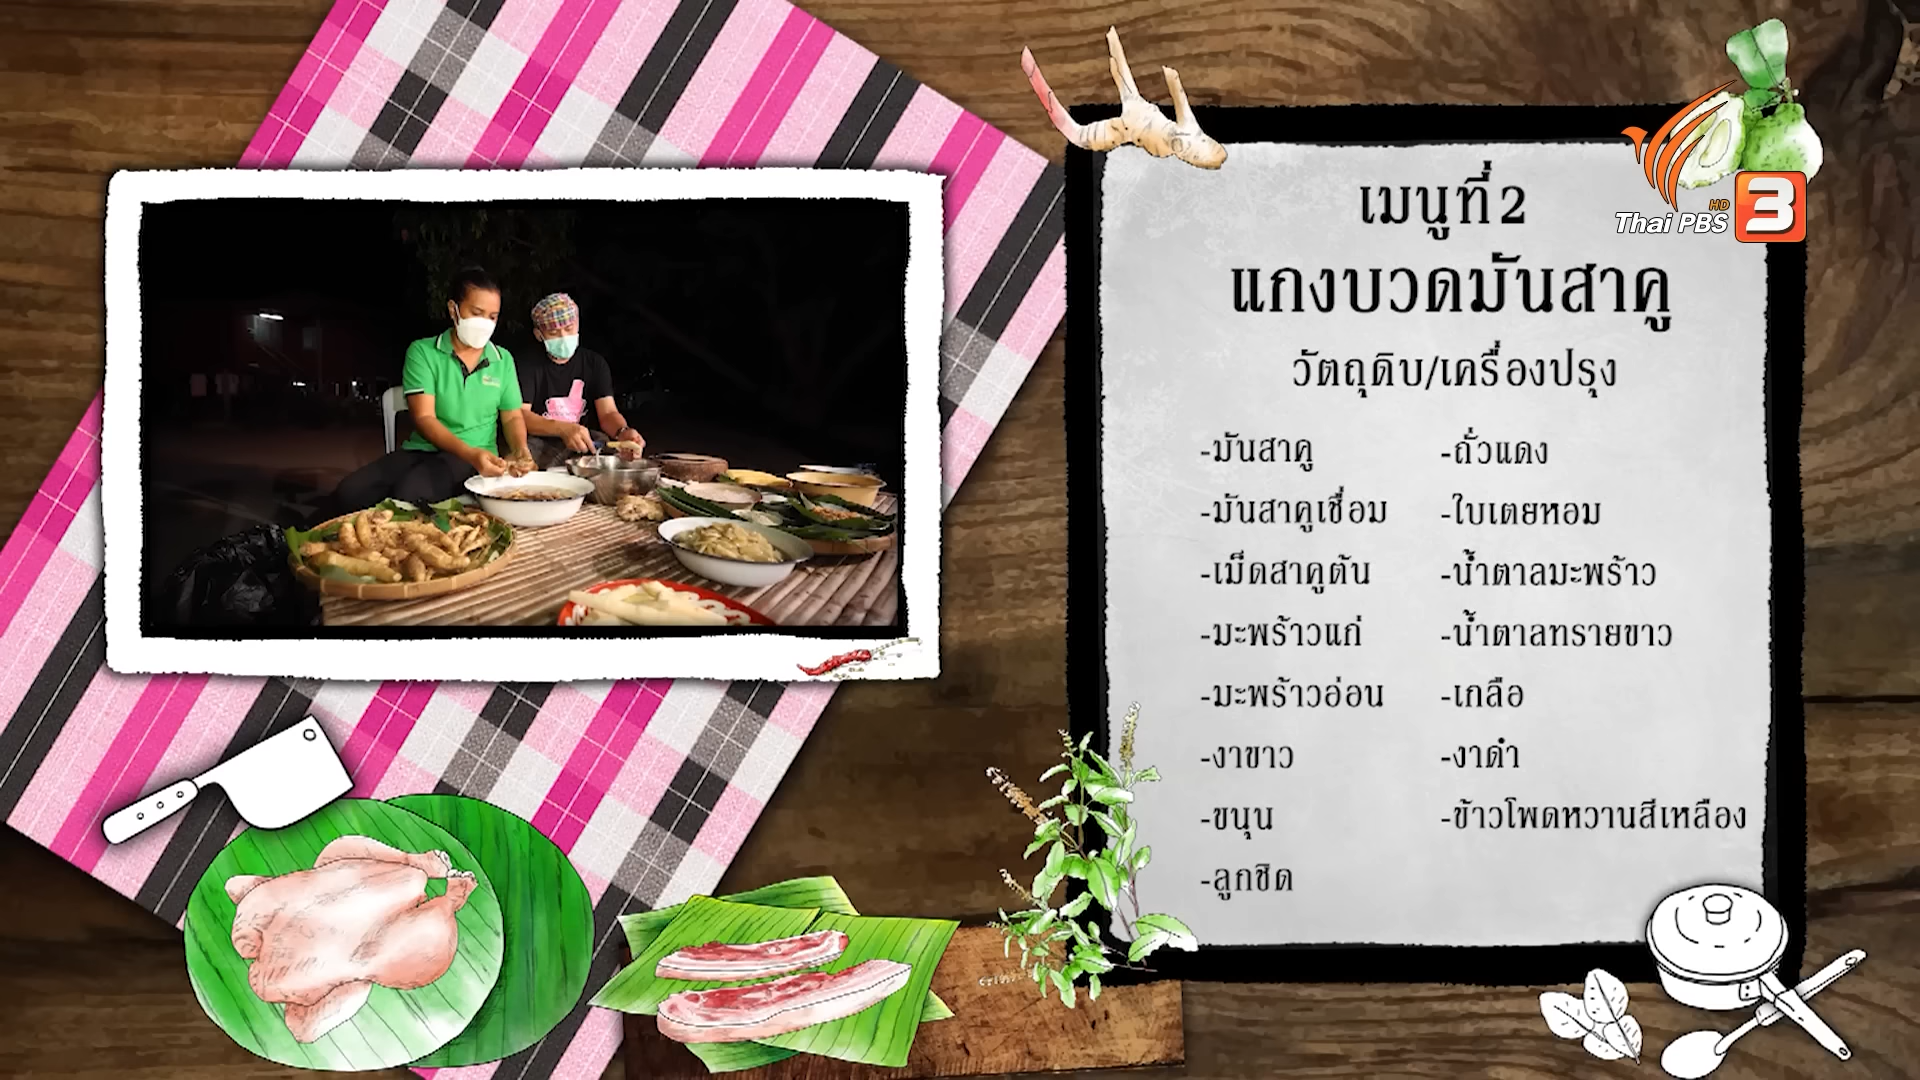 เมนูที่ 2
แกงบวดมันสาคู
วัตถุดิบ/เครื่องปรุง
-มันสาคู
-มันสาคูเชื่อม
-เม็ดสาคูต้น
-มะพร้าวแก่
-มะพร้าวอ่อน
-งาขาว
-ขนุน
-ลูกชิด
-ถั่วแดง
-ใบเตยหอม
-น้ำตาลมะพร้าว
-น้ำตาลทรายขาว
-เกลือ
-งาดำ
-ข้าวโพดหวานสีเหลือง
HD
Thai PBS 3